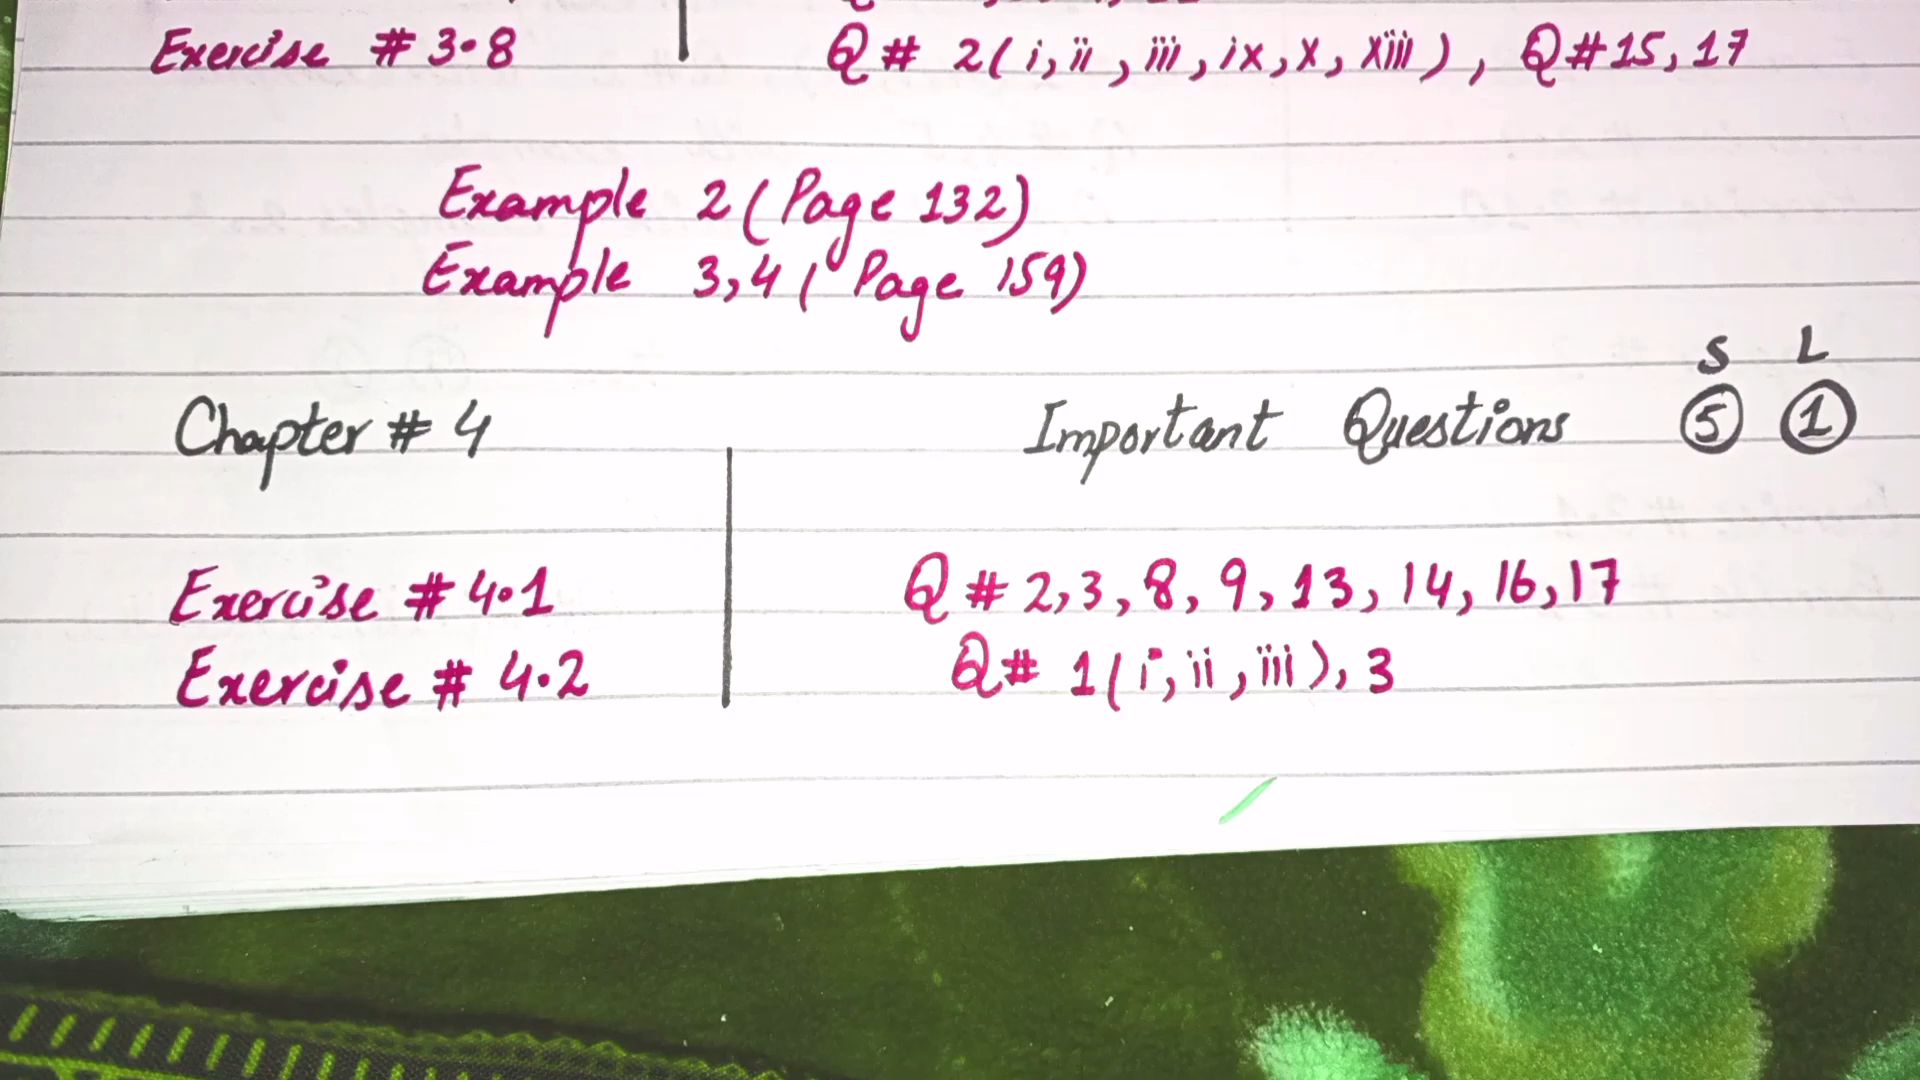 Exercise # 3.8 Q # 2(i, ii, iii, ix, x, xiii), Q#15, 17
Example 2 (Page 132)
Example 3,4 (Page 159)
S L
Chapter # 4 Important Questions 5 1
Exercise # 4.1 Q # 2,3, 8, 9, 13, 14, 16, 17
Exercise # 4.2 Q# 1(i, ii, iii), 3